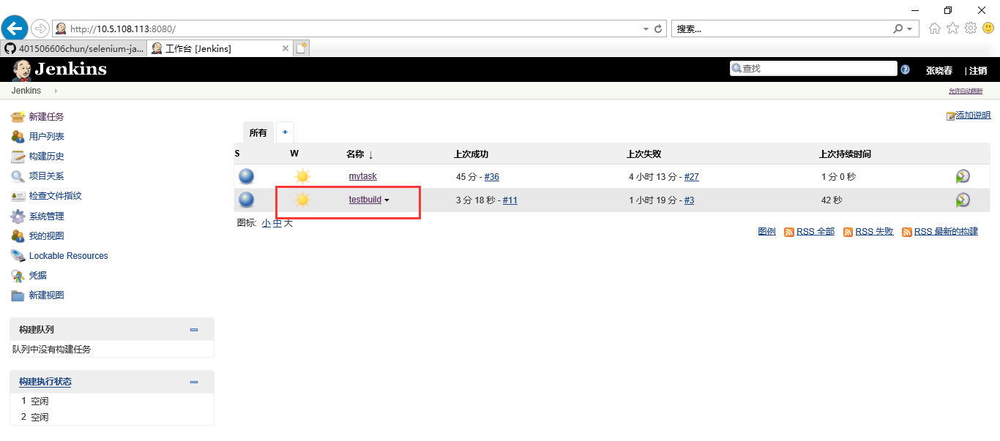 http://10.5.108.113:8080/
搜索...
401506606chun/selenium-ja...
工作台 [Jenkins]
Jenkins
查找
张晓春 | 注销
Jenkins
允许自动刷新
新建任务
用户列表
构建历史
项目关系
检查文件指纹
系统管理
我的视图
Lockable Resources
凭据
新建视图
构建队列
队列中没有构建任务
构建执行状态
1 空闲
2 空闲
添加说明
所有 +
S W 名称 ↓ 上次成功 上次失败 上次持续时间
mytask 45 分 - #36 4 小时 13 分 - #27 1 分 0 秒
testbuild 3 分 18 秒 - #11 1 小时 19 分 - #3 42 秒
图标: 小 中 大
图例 RSS 全部 RSS 失败 RSS 最新的构建